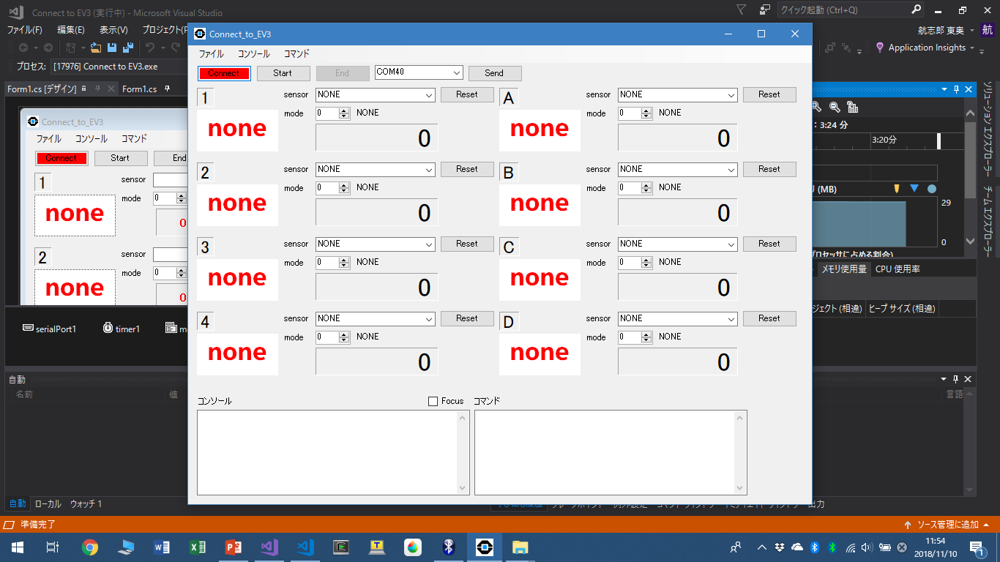 Connect to EV3 (実行中) - Microsoft Visual Studio
クイック起動 (Ctrl+Q)
ファイル(F) 編集(E) 表示(V) プロジェクト(P
航志郎 東奥 航
Application Insights
プロセス: [17976] Connect to EV3.exe
Form1.cs [デザイン] Form1.cs
Connect_to_EV3
ファイル コンソール コマンド
Connect Start End
1 sensor
mode 0
none
0
2 sensor
mode 0
none
0
serialPort1 timer1
Connect_to_EV3
ファイル コンソール コマンド
Connect Start End COM40 Send
1 sensor NONE Reset
mode 0 NONE
none
0
A sensor NONE Reset
mode 0 NONE
none
0
2 sensor NONE Reset
mode 0 NONE
none
0
B sensor NONE Reset
mode 0 NONE
none
0
3 sensor NONE Reset
mode 0 NONE
none
0
C sensor NONE Reset
mode 0 NONE
none
0
4 sensor NONE Reset
mode 0 NONE
none
0
D sensor NONE Reset
mode 0 NONE
none
0
コンソール Focus コマンド
: 3:24 分
3:20分
(MB)
29
0
プロセッサに占める割合)
メモリ使用量 CPU 使用率
ジェクト (相違) ヒープ サイズ (相違)
ソリューション エクスプローラー
チーム エクスプローラー
自動
名前 値 言語
自動 ローカル ウォッチ 1
出力
準備完了
ソース管理に追加
11:54
2018/11/10
1